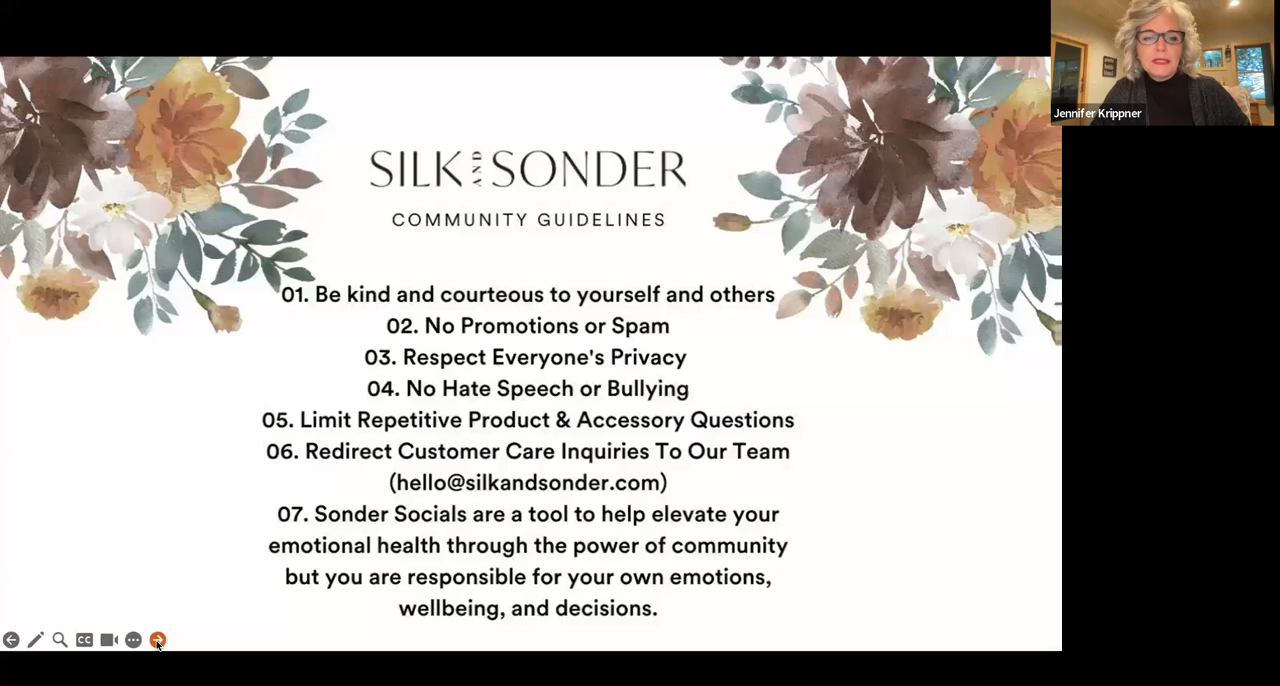 SILK AND SONDER
COMMUNITY GUIDELINES
01. Be kind and courteous to yourself and others
02. No Promotions or Spam
03. Respect Everyone's Privacy
04. No Hate Speech or Bullying
05. Limit Repetitive Product & Accessory Questions
06. Redirect Customer Care Inquiries To Our Team
(hello@silkandsonder.com)
07. Sonder Socials are a tool to help elevate your
emotional health through the power of community
but you are responsible for your own emotions,
wellbeing, and decisions.
CC
Jennifer Krippner